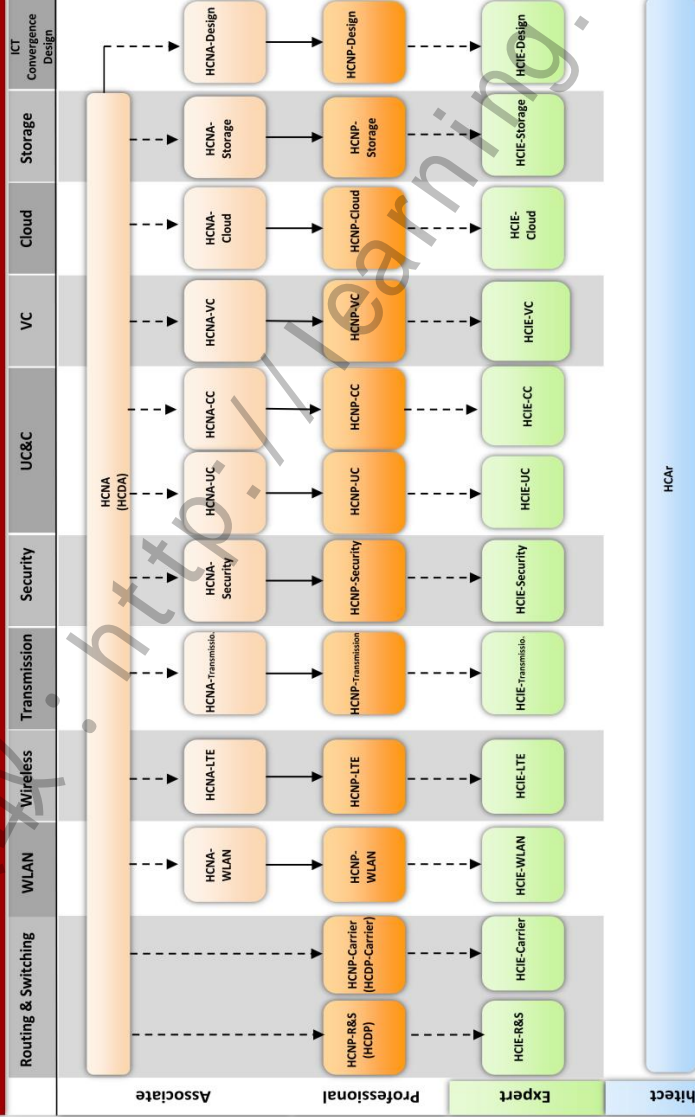 Routing & Switching
WLAN
Wireless
Transmission
Security
UC&C
VC
Cloud
Storage
ICT
Convergence
Design
Associate
HCNA
(HCDA)
HCNA-
WLAN
HCNA-LTE
HCNA-Transmissio.
HCNA-
Security
HCNA-UC
HCNA-CC
HCNA-VC
HCNA-
Cloud
HCNA-
Storage
HCNA-Design
Professional
HCNP-R&S
(HCDP)
HCNP-Carrier
(HCDP-Carrier)
HCNP-
WLAN
HCNP-LTE
HCNP-Transmission
HCNP-Security
HCNP-UC
HCNP-CC
HCNP-VC
HCNP-Cloud
HCNP-
Storage
HCNP-Design
Expert
HCIE-R&S
HCIE-Carrier
HCIE-WLAN
HCIE-LTE
HCIE-Transmissio.
HCIE-Security
HCIE-UC
HCIE-CC
HCIE-VC
HCIE-
Cloud
HCIE-Storage
HCIE-Design
HCAr
http://learning.